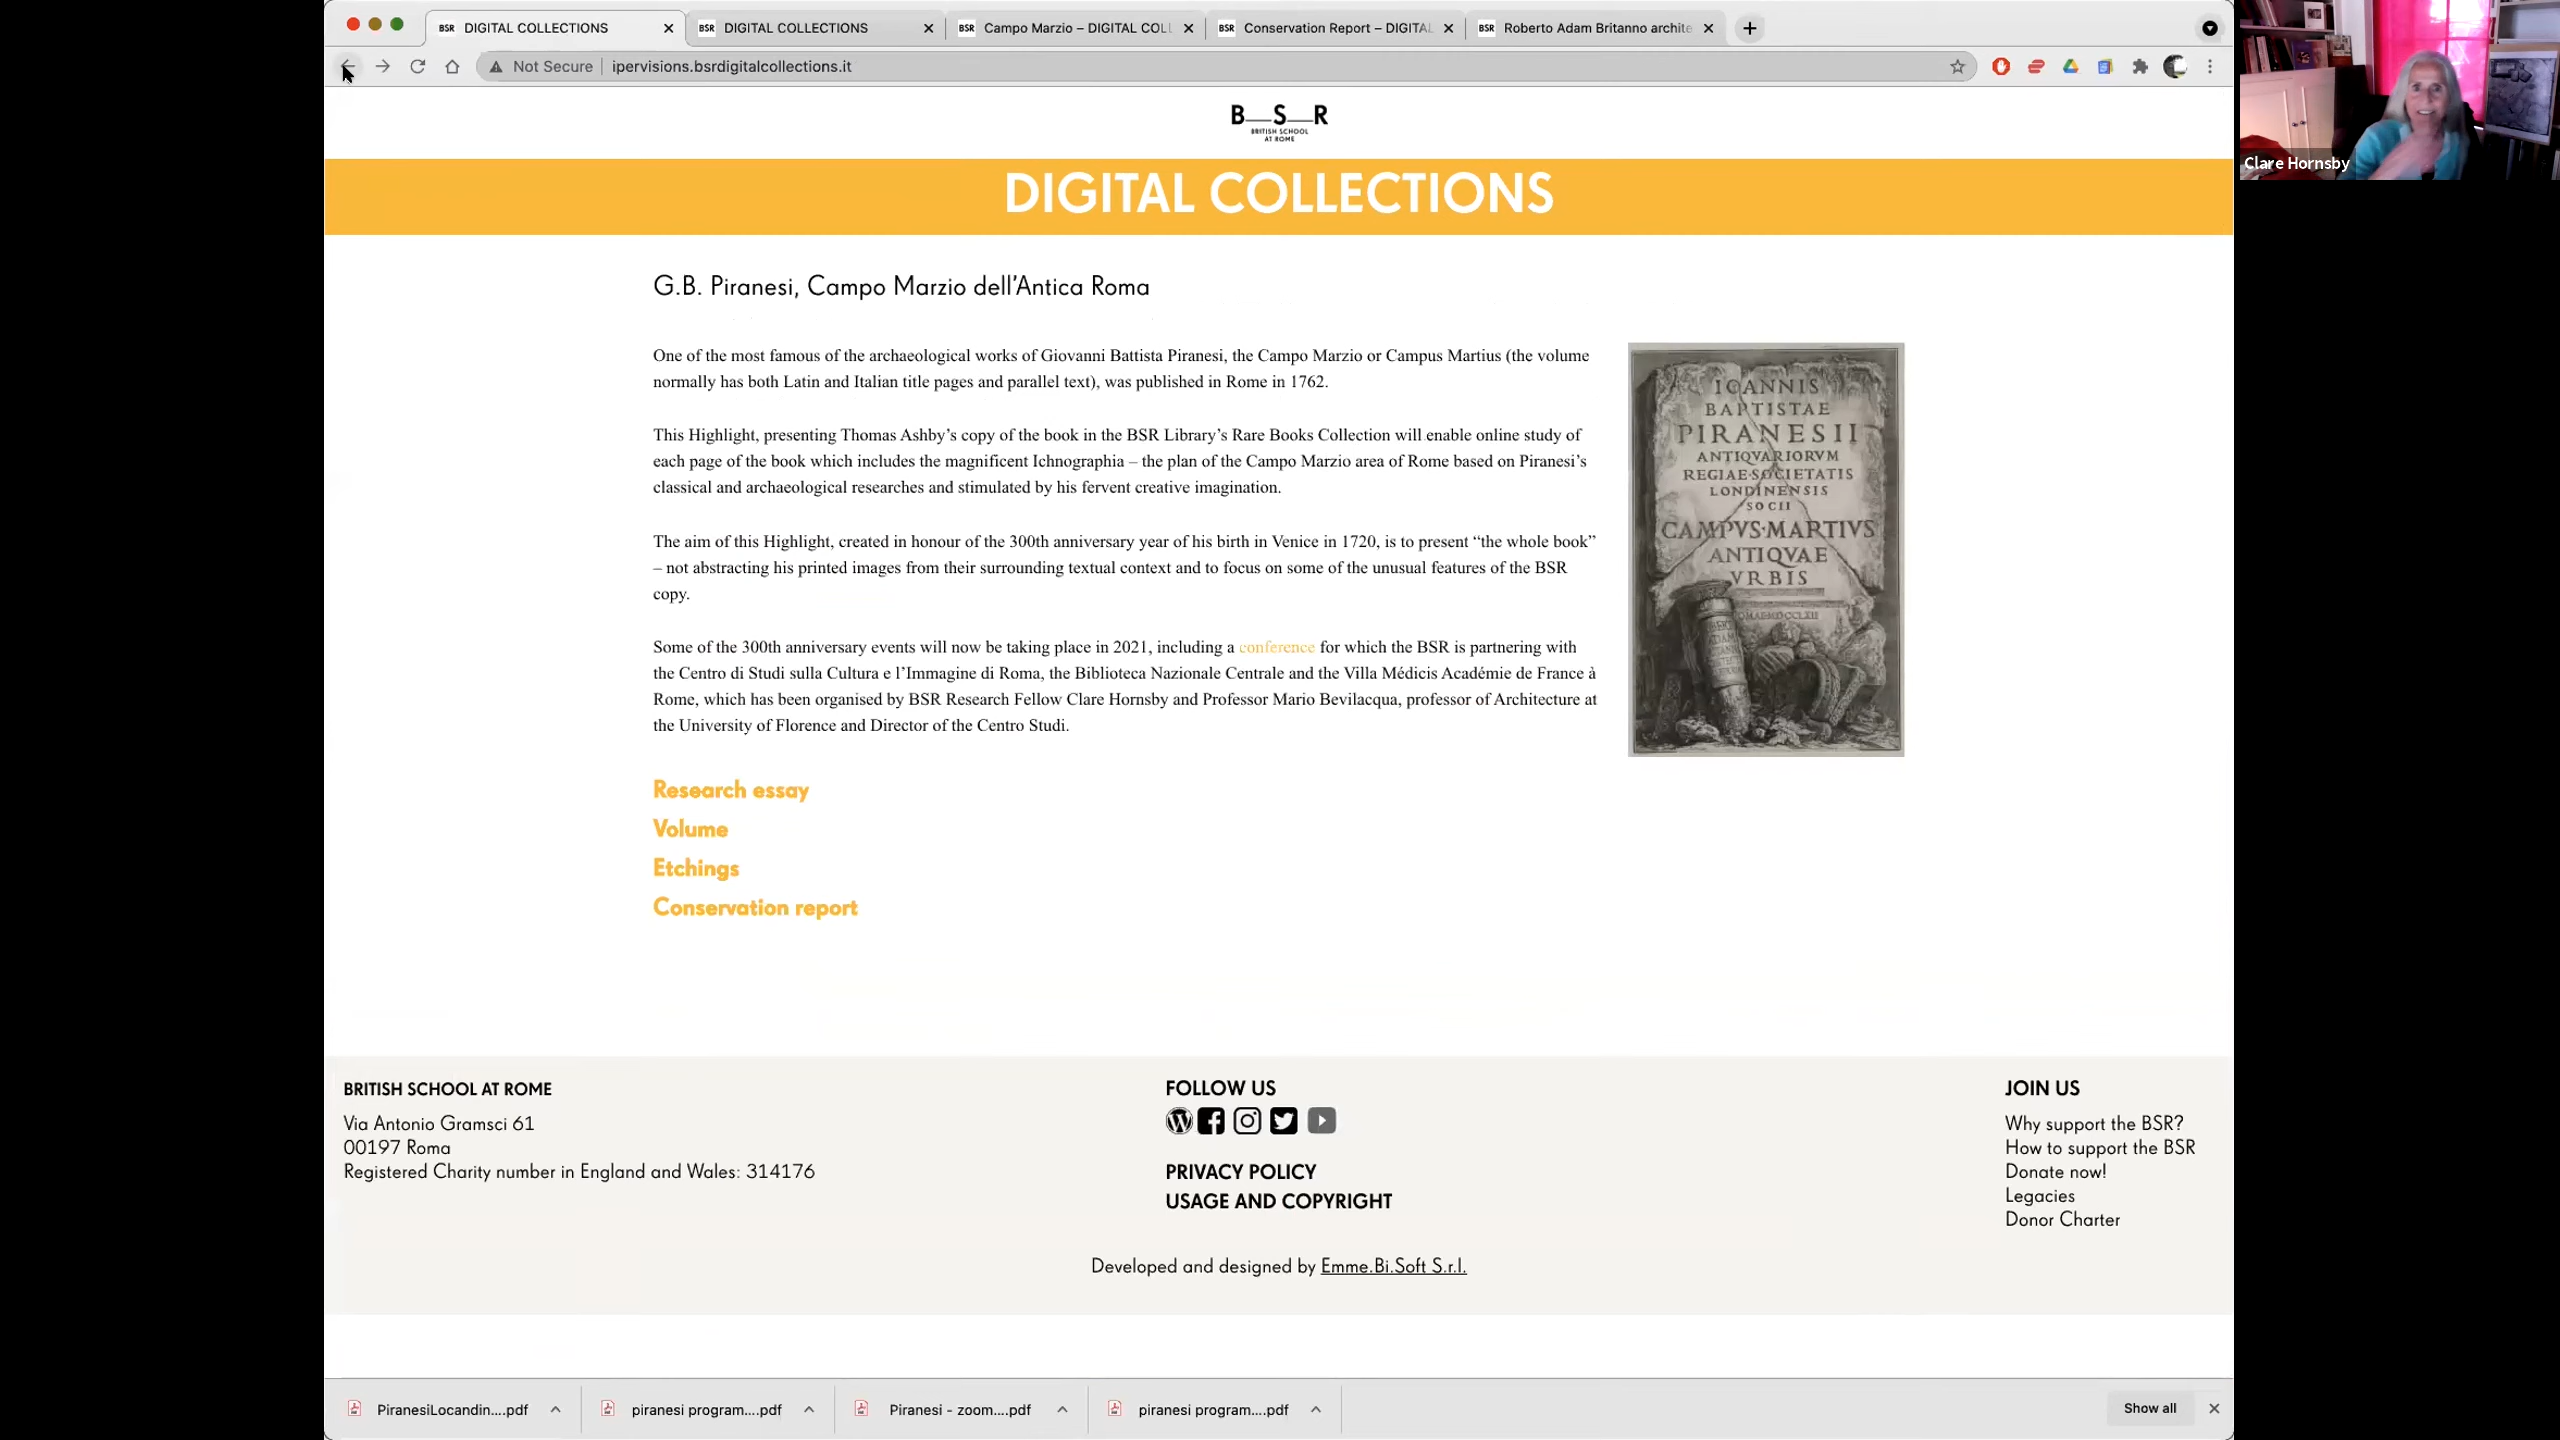 DIGITAL COLLECTIONS
DIGITAL COLLECTIONS
Campo Marzio – DIGITAL COLL
Conservation Report – DIGITAL
Roberto Adam Britanno archite
Not Secure | ipervisions.bsrdigitalcollections.it
Clare Hornsby
B__S__R
BRITISH SCHOOL
AT ROME
DIGITAL COLLECTIONS
G.B. Piranesi, Campo Marzio dell'Antica Roma
One of the most famous of the archaeological works of Giovanni Battista Piranesi, the Campo Marzio or Campus Martius (the volume
normally has both Latin and Italian title pages and parallel text), was published in Rome in 1762.
This Highlight, presenting Thomas Ashby's copy of the book in the BSR Library's Rare Books Collection will enable online study of
each page of the book which includes the magnificent Ichnographia – the plan of the Campo Marzio area of Rome based on Piranesi's
classical and archaeological researches and stimulated by his fervent creative imagination.
The aim of this Highlight, created in honour of the 300th anniversary year of his birth in Venice in 1720, is to present “the whole book”
– not abstracting his printed images from their surrounding textual context and to focus on some of the unusual features of the BSR
copy.
Some of the 300th anniversary events will now be taking place in 2021, including a conference for which the BSR is partnering with
the Centro di Studi sulla Cultura e l'Immagine di Roma, the Biblioteca Nazionale Centrale and the Villa Médicis Académie de France à
Rome, which has been organised by BSR Research Fellow Clare Hornsby and Professor Mario Bevilacqua, professor of Architecture at
the University of Florence and Director of the Centro Studi.
IOANNIS
BAPTISTAE
PIRANESII
ANTIQVARIORVM
REGIAE·SOCIETATIS
LONDINENSIS
SOCII
CAMPVS·MARTIVS
ANTIQVAE
VRBIS
Research essay
Volume
Etchings
Conservation report
BRITISH SCHOOL AT ROME
Via Antonio Gramsci 61
00197 Roma
Registered Charity number in England and Wales: 314176
FOLLOW US
PRIVACY POLICY
USAGE AND COPYRIGHT
JOIN US
Why support the BSR?
How to support the BSR
Donate now!
Legacies
Donor Charter
Developed and designed by Emme.Bi.Soft S.r.l.
PiranesiLocandin....pdf
piranesi program....pdf
Piranesi - zoom....pdf
piranesi program....pdf
Show all